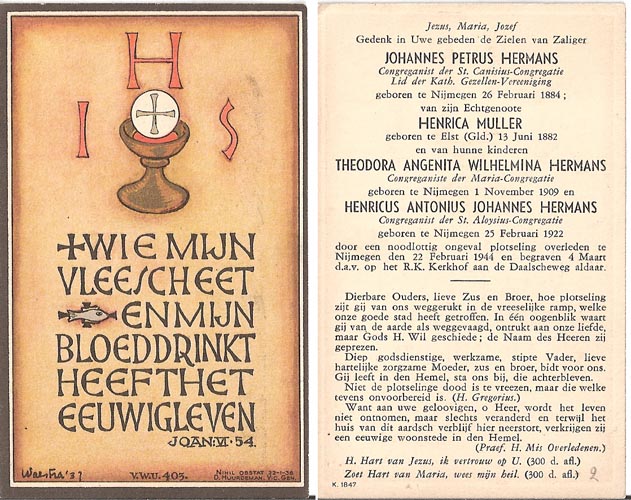 I H S
✝WIE MIJN
VLEESCH EET
EN MIJN
BLOED DRINKT
HEEFT HET
EEUWIG LEVEN
JOAN: VI · 54.
V.W.U. 403.
NIHIL OBSTAT 22-1-38
D. HUURDEMAN. VIC. GEN.
Jezus, Maria, Jozef
Gedenk in Uwe gebeden de Zielen van Zaliger
JOHANNES PETRUS HERMANS
Congreganist der St. Canisius-Congregatie
Lid der Kath. Gezellen-Vereeniging
geboren te Nijmegen 26 Februari 1884;
van zijn Echtgenoote
HENRICA MULLER
geboren te Elst (Gld.) 13 Juni 1882
en van hunne kinderen
THEODORA ANGENITA WILHELMINA HERMANS
Congreganiste der Maria-Congregatie
geboren te Nijmegen 1 November 1909 en
HENRICUS ANTONIUS JOHANNES HERMANS
Congreganist der St. Aloysius-Congregatie
geboren te Nijmegen 25 Februari 1922
door een noodlottig ongeval plotseling overleden te
Nijmegen den 22 Februari 1944 en begraven 4 Maart
d.a.v. op het R.K. Kerkhof aan de Daalscheweg aldaar.
Dierbare Ouders, lieve Zus en Broer, hoe plotseling
zijt gij van ons weggerukt in de vreeselijke ramp, welke
onze goede stad heeft getroffen. In één oogenblik waart
gij van de aarde als weggevaagd, ontrukt aan onze liefde,
maar Gods H. Wil geschiede; de Naam des Heeren zij
geprezen.
Diep godsdienstige, werkzame, stipte Vader, lieve
hartelijke zorgzame Moeder, zus en broer, bidt voor ons.
Gij leeft in den Hemel, sta ons bij, die achterbleven.
Niet de plotselinge dood is te vreezen, maar die welke
tevens onvoorbereid is. (H. Gregorius.)
Want aan uwe geloovigen, o Heer, wordt het leven
niet ontnomen, maar slechts veranderd en terwijl het
huis van dit aardsch verblijf hier neerstort, verkrijgen zij
een eeuwige woonstede in den Hemel.
(Praef. H. Mis Overledenen.)
H. Hart van Jezus, ik vertrouw op U. (300 d. afl.)
Zoet Hart van Maria, wees mijn heil. (300 d. afl.)
K. 1847
2